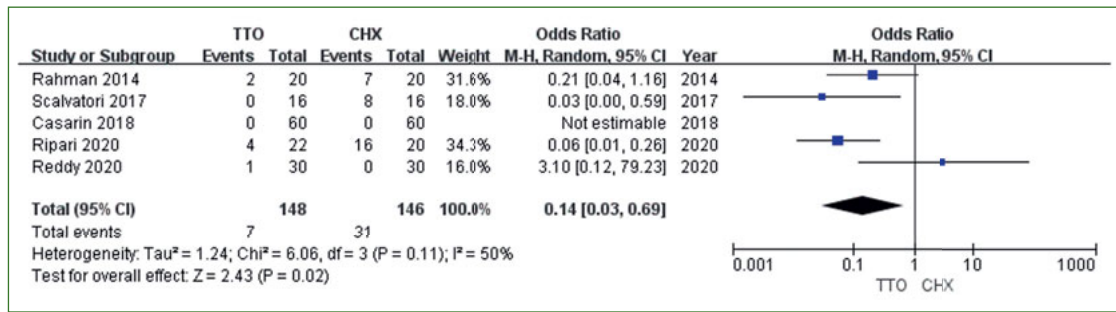 TTO CHX Odds Ratio Odds Ratio
Study or Subgroup Events Total Events Total Weight M-H, Random, 95% CI Year M-H, Random, 95% CI
Rahman 2014 2 20 7 20 31.6% 0.21 [0.04, 1.16] 2014
Scalvatori 2017 0 16 8 16 18.0% 0.03 [0.00, 0.59] 2017
Casarin 2018 0 60 0 60 Not estimable 2018
Ripari 2020 4 22 16 20 34.3% 0.06 [0.01, 0.26] 2020
Reddy 2020 1 30 0 30 16.0% 3.10 [0.12, 79.23] 2020
Total (95% CI) 148 146 100.0% 0.14 [0.03, 0.69]
Total events 7 31
Heterogeneity: Tau² = 1.24; Chi² = 6.06, df = 3 (P = 0.11); I² = 50%
Test for overall effect: Z = 2.43 (P = 0.02)
0.001 0.1 1 10 1000
TTO CHX